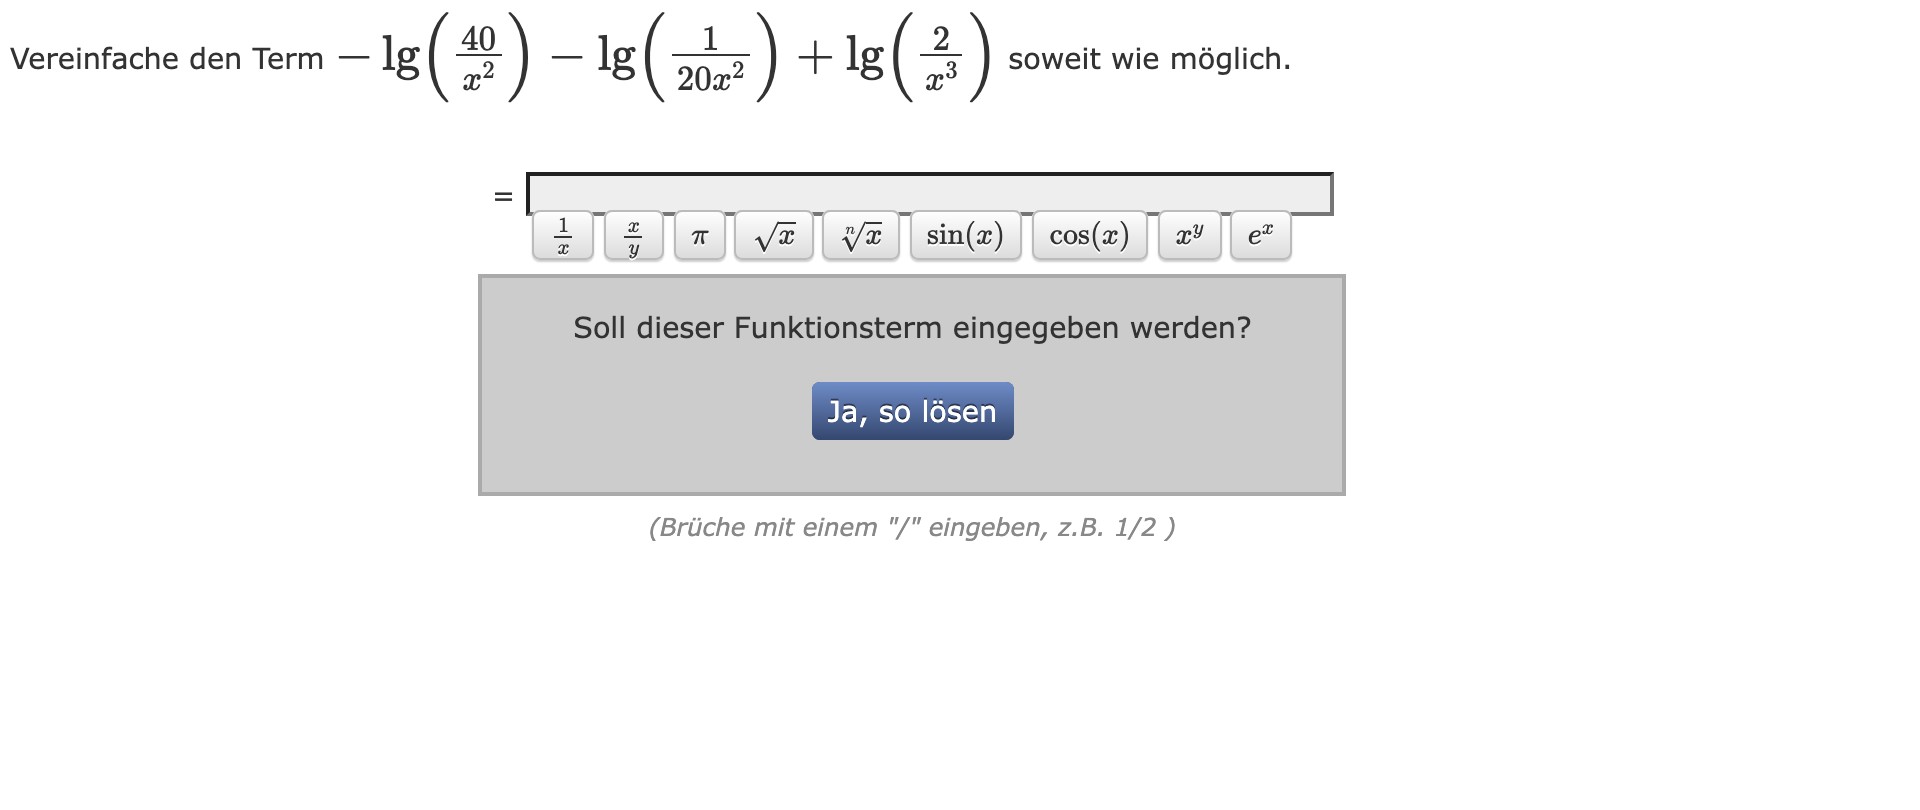 Vereinfache den Term $-\lg\left(\frac{40}{x^2}\right) - \lg\left(\frac{1}{20x^2}\right) + \lg\left(\frac{2}{x^3}\right)$ soweit wie möglich.
=
$\frac{1}{x}$ $\frac{x}{y}$ $\pi$ $\sqrt{x}$ $\sqrt[n]{x}$ $\sin(x)$ $\cos(x)$ $x^y$ $e^x$
Soll dieser Funktionsterm eingegeben werden?
Ja, so lösen
(Brüche mit einem "/" eingeben, z.B. 1/2 )